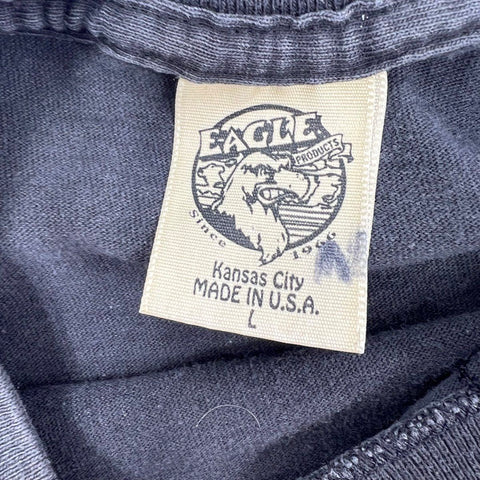 EAGLE
PRODUCTS
Since 1966
Kansas City
MADE IN U.S.A.
L